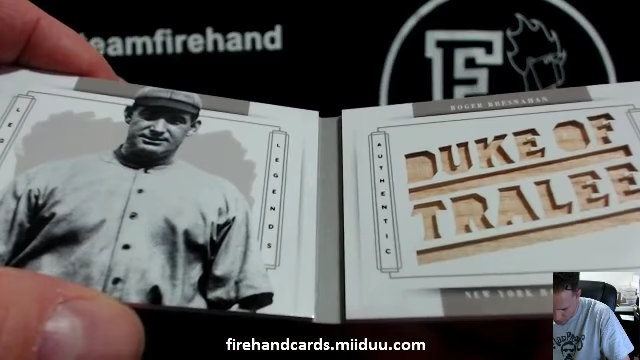 teamfirehand
F
ROGER BRESNAHAN
LEGENDS
AUTHENTIC
DUKE OF
TRALEE
NEW YORK
firehandcards.miiduu.com